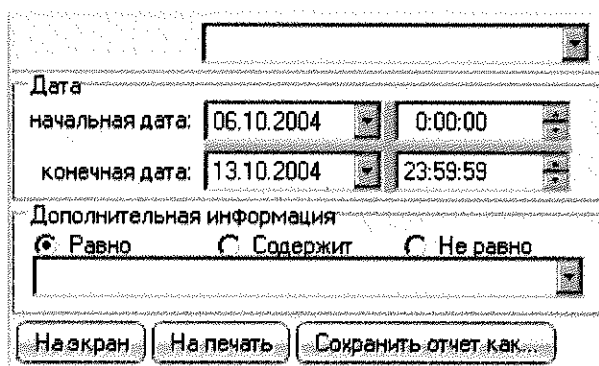 Дата
начальная дата: 06.10.2004 0:00:00
конечная дата: 13.10.2004 23:59:59
Дополнительная информация
Равно Содержит Не равно
На экран На печать Сохранить отчет как...